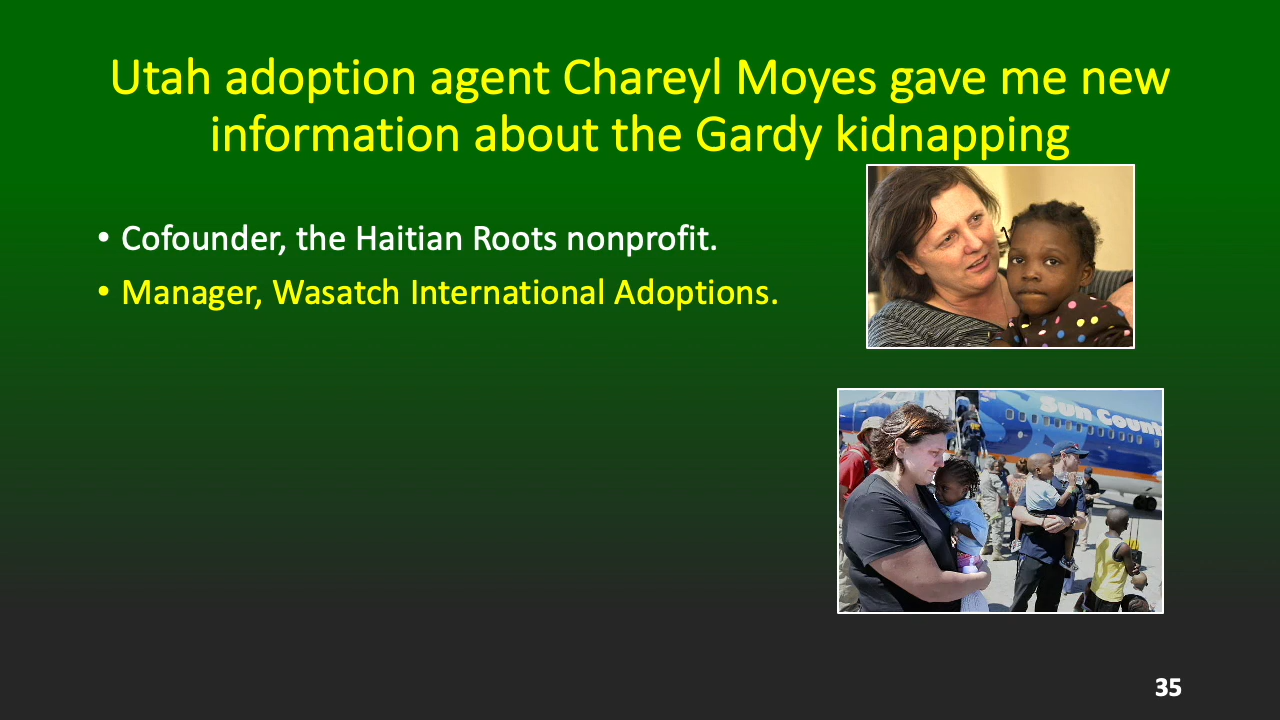 Utah adoption agent Chareyl Moyes gave me new
information about the Gardy kidnapping
• Cofounder, the Haitian Roots nonprofit.
• Manager, Wasatch International Adoptions.
Sun Count
35